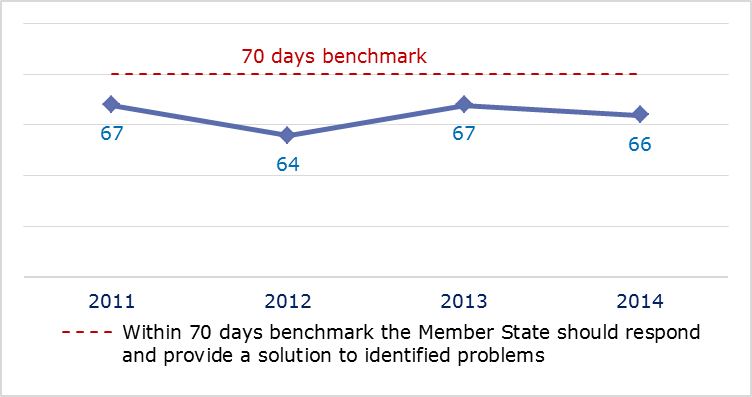 70 days benchmark
67
64
67
66
2011
2012
2013
2014
Within 70 days benchmark the Member State should respond
and provide a solution to identified problems